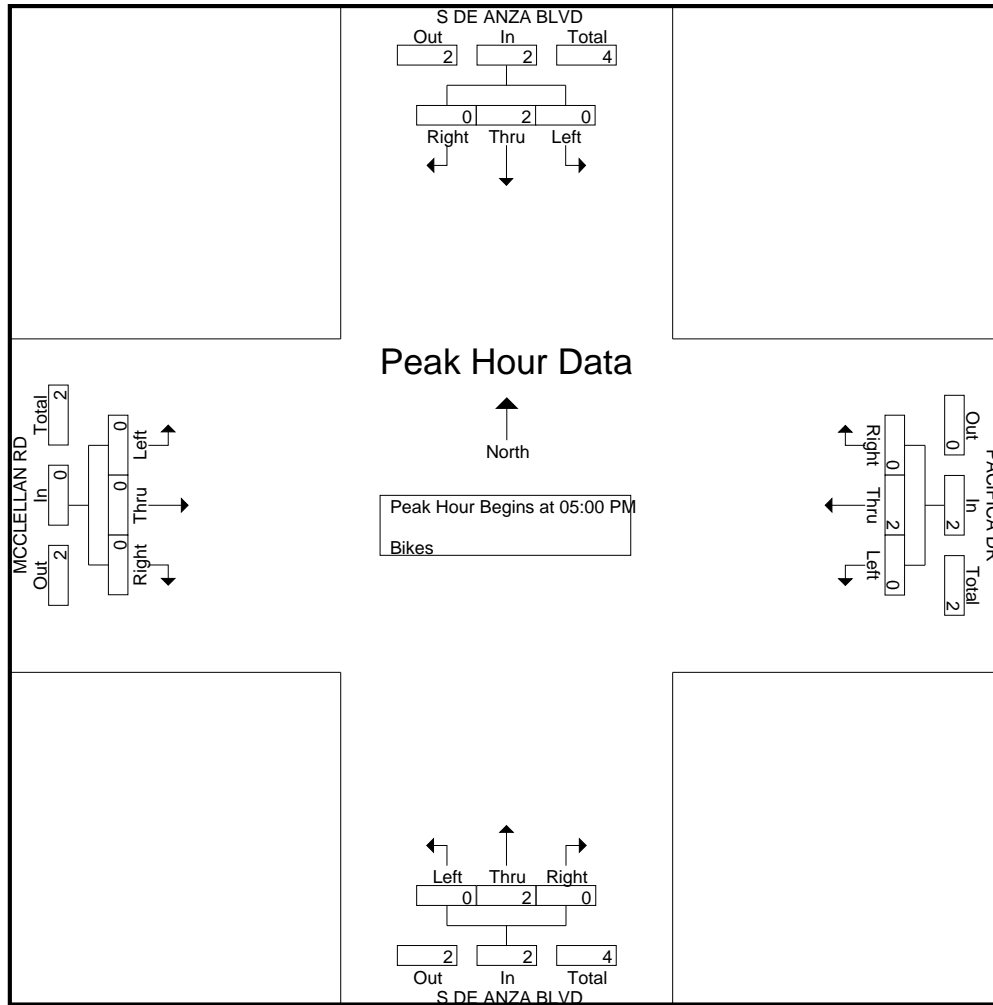 S DE ANZA BLVD
Out In Total
2 2 4
0 2 0
Right Thru Left
Peak Hour Data
North
Peak Hour Begins at 05:00 PM
Bikes
MCCLELLAN RD
Out In Total
2 0 2
Right Thru Left
0 0 0
PACIFICA DR
Out In Total
0 2 2
Right Thru Left
0 2 0
Left Thru Right
0 2 0
2 2 4
Out In Total
S DE ANZA BLVD